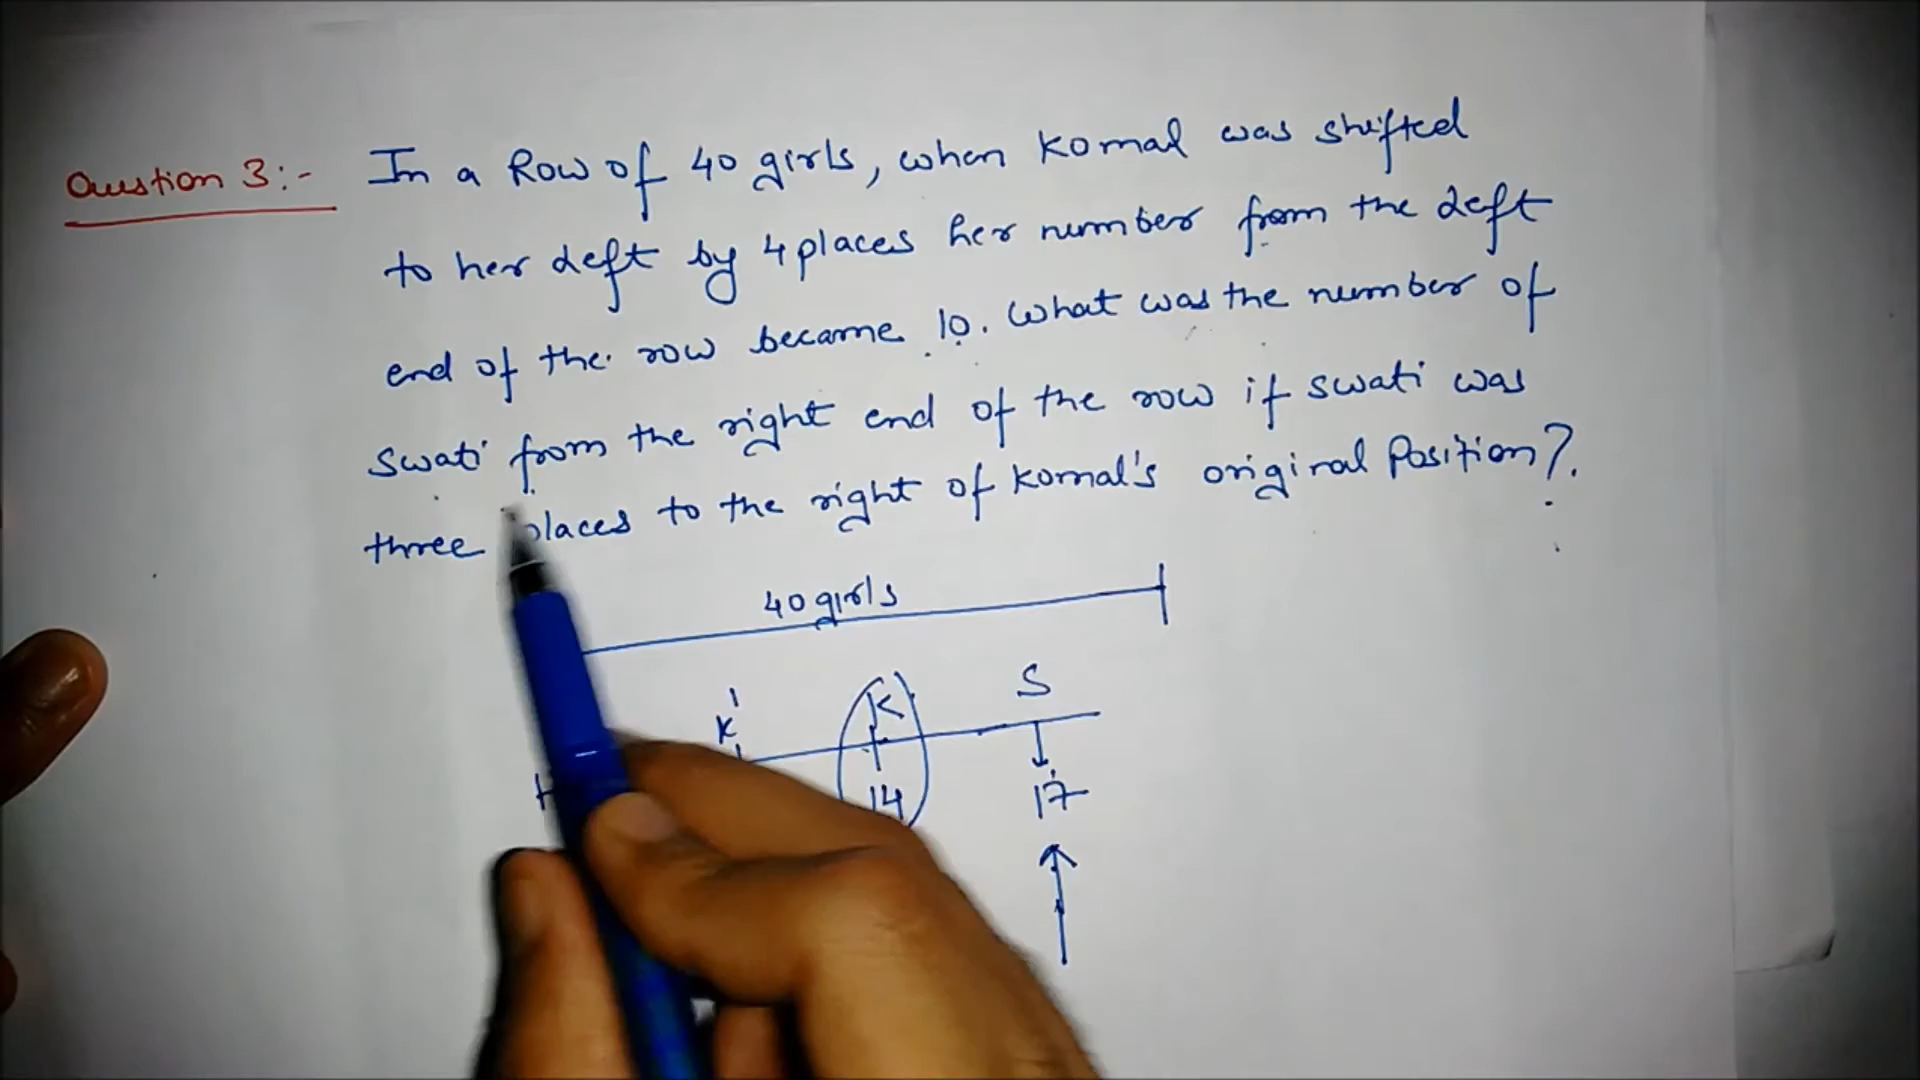 Question 3:- In a Row of 40 girls, when Komal was shifted
to her left by 4 places her number from the left
end of the row became 10. What was the number of
Swati from the right end of the row if swati was
three places to the right of Komal's original Position?.
40 girls
K' K S
14 17